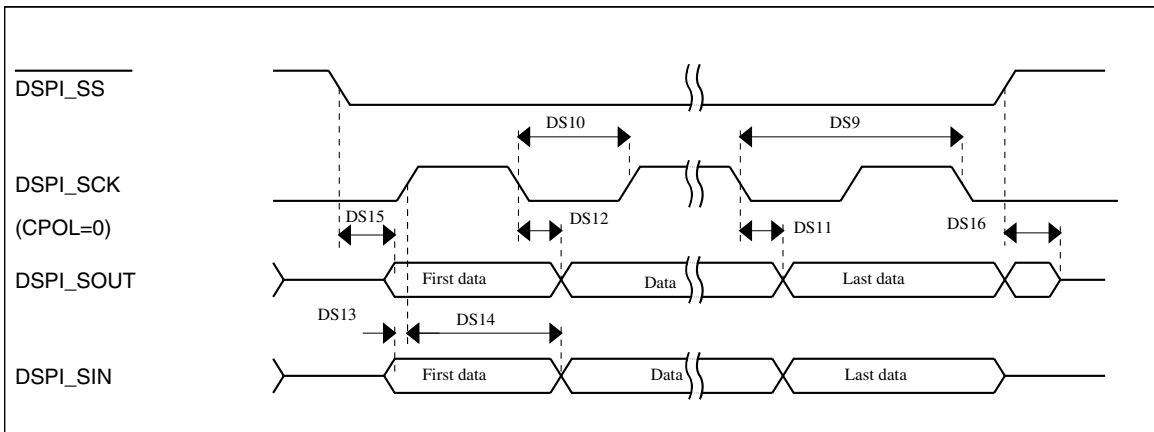 DSPI_SS
DS10
DS9
DSPI_SCK
(CPOL=0)
DS15
DS12
DS11
DS16
DSPI_SOUT
First data
Data
Last data
DS13
DS14
DSPI_SIN
First data
Data
Last data